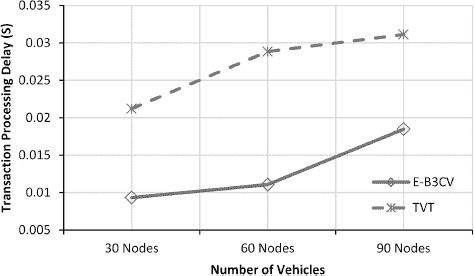 Transaction Processing Delay (S)
0.035
0.03
0.025
0.02
0.015
0.01
0.005
E-B3CV
TVT
30 Nodes 60 Nodes 90 Nodes
Number of Vehicles